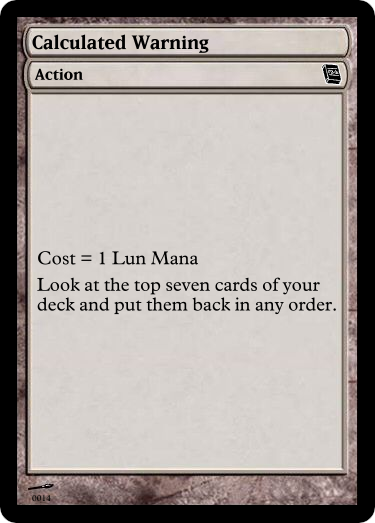 Calculated Warning
Action
Cost = 1 Lun Mana
Look at the top seven cards of your
deck and put them back in any order.
0014